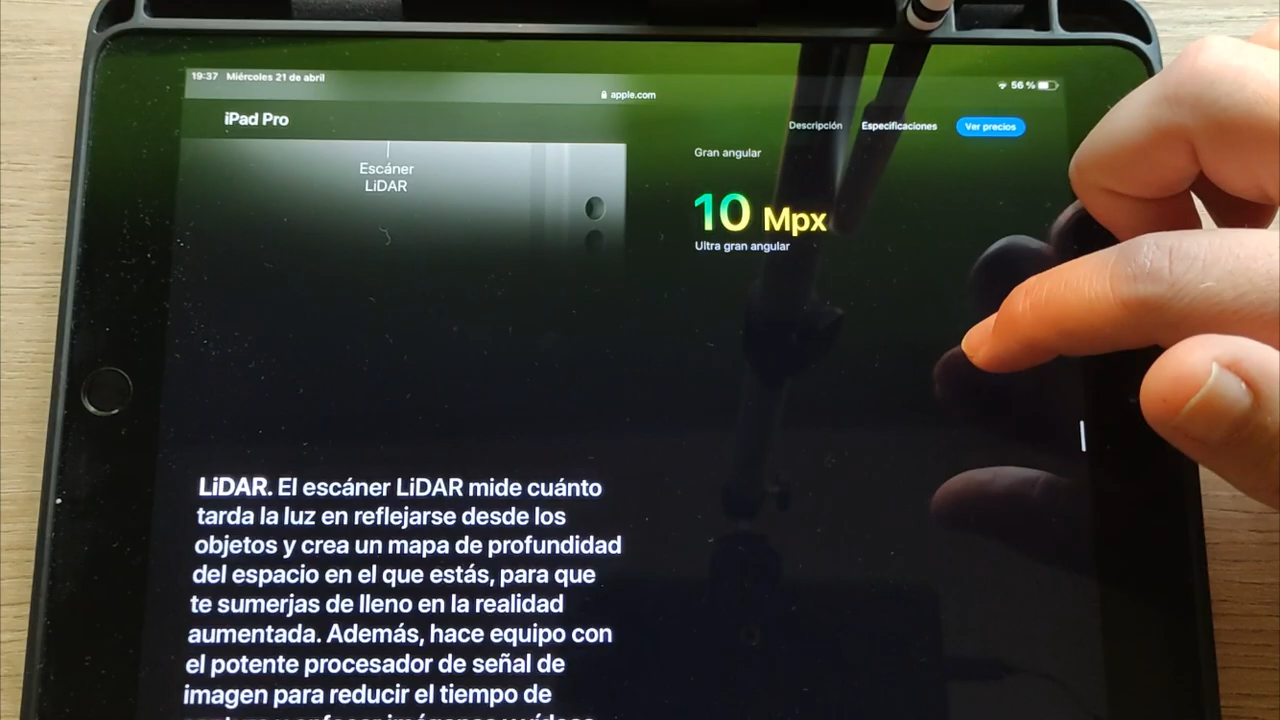 19:37 Miércoles 21 de abril
56 %
apple.com
iPad Pro
Descripción
Especificaciones
Ver precios
Escáner
LiDAR
Gran angular
10 Mpx
Ultra gran angular
LiDAR. El escáner LiDAR mide cuánto
tarda la luz en reflejarse desde los
objetos y crea un mapa de profundidad
del espacio en el que estás, para que
te sumerjas de lleno en la realidad
aumentada. Además, hace equipo con
el potente procesador de señal de
imagen para reducir el tiempo de